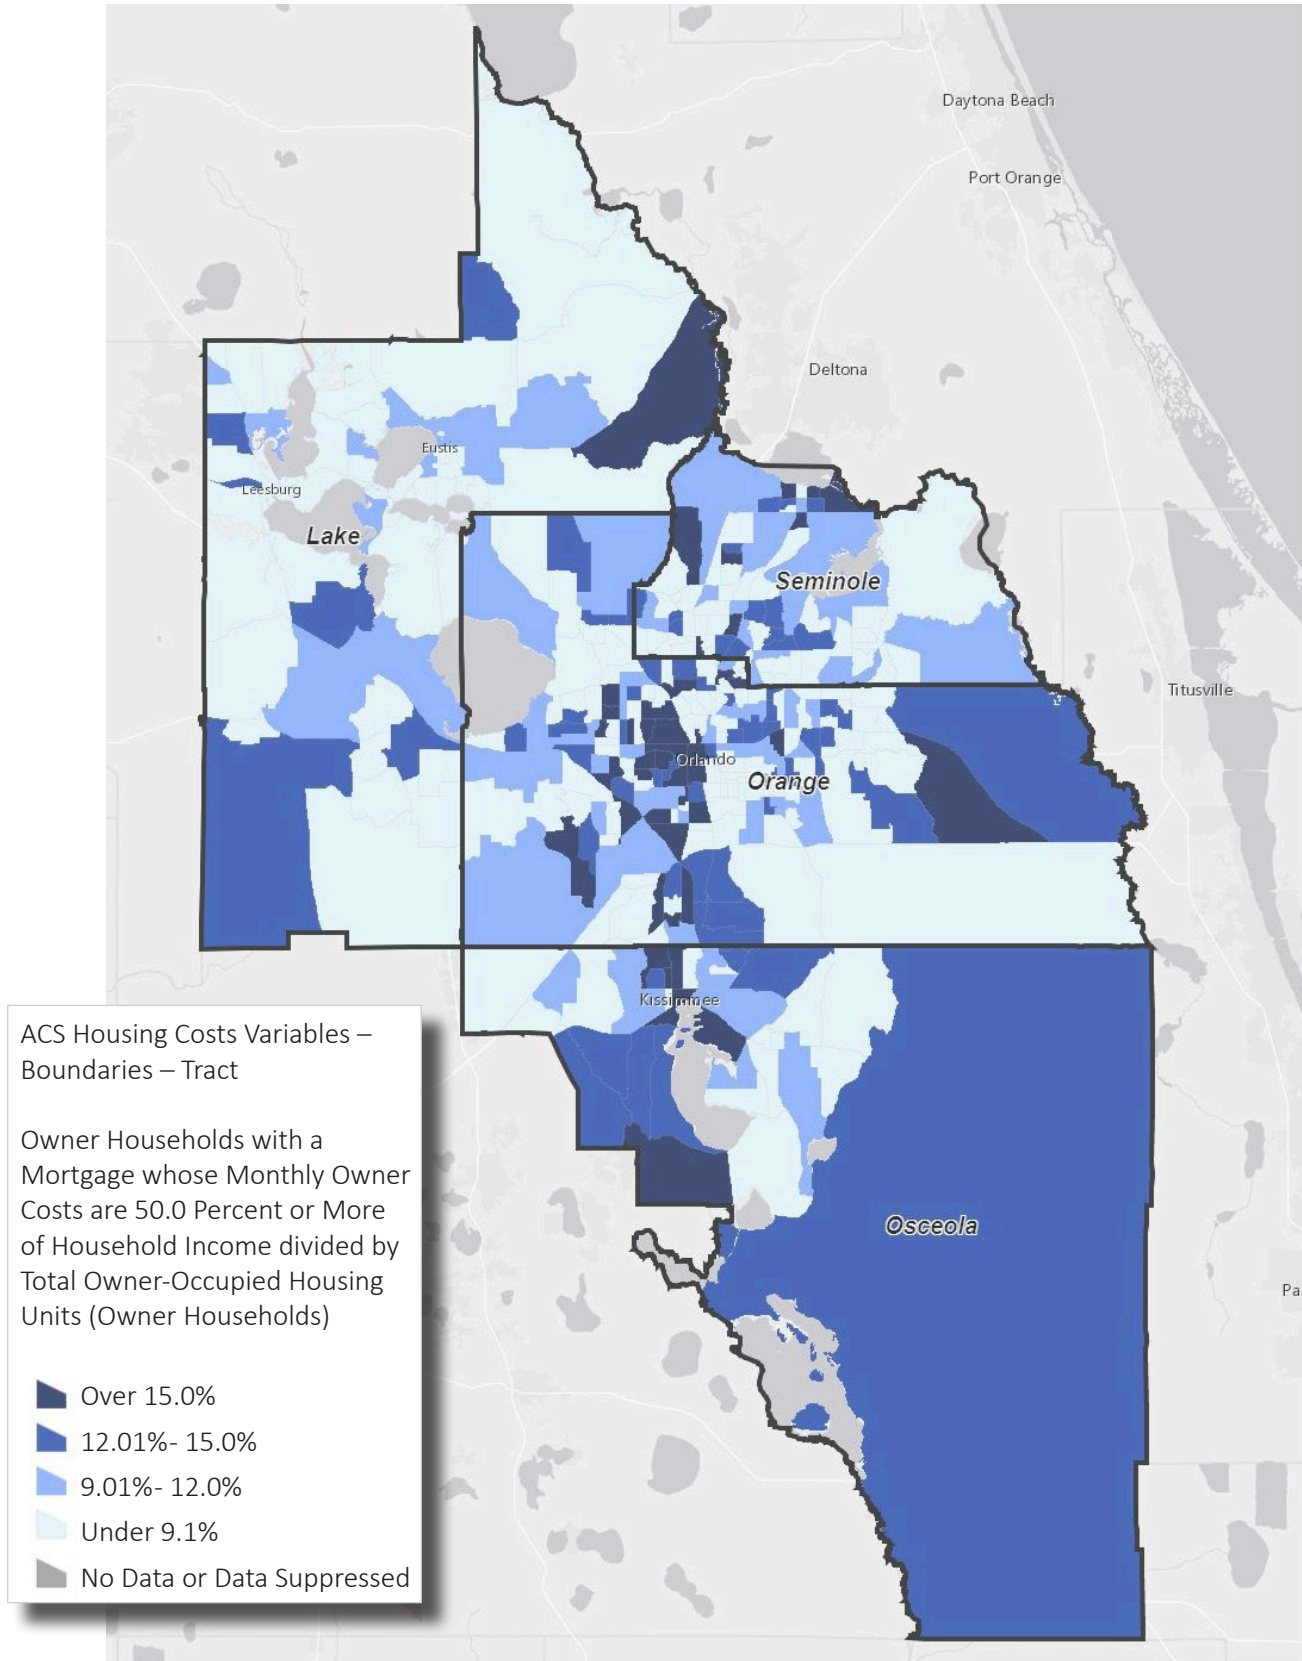 Daytona Beach
Port Orange
Deltona
Eustis
Leesburg
Lake
Seminole
Titusville
Orlando
Orange
Kissimmee
Osceola
Pa
ACS Housing Costs Variables –
Boundaries – Tract
Owner Households with a
Mortgage whose Monthly Owner
Costs are 50.0 Percent or More
of Household Income divided by
Total Owner-Occupied Housing
Units (Owner Households)
Over 15.0%
12.01%- 15.0%
9.01%- 12.0%
Under 9.1%
No Data or Data Suppressed